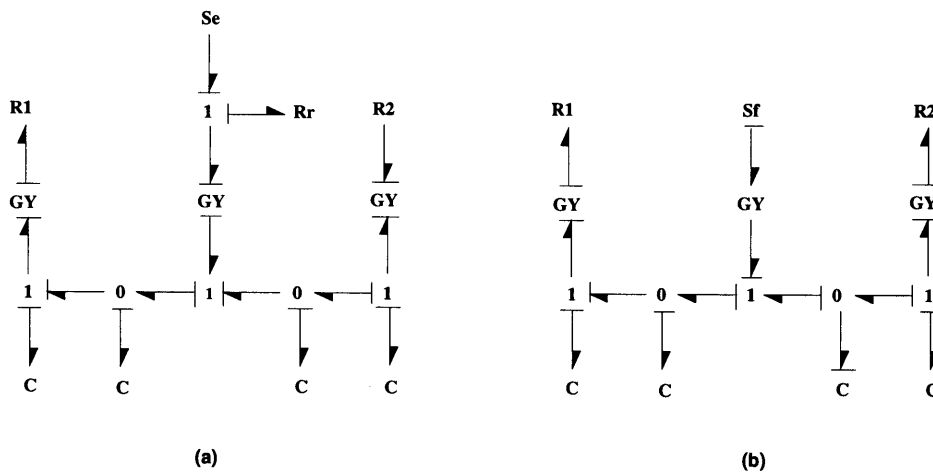 Se
R1 1 Rr R2 R1 Sf R2
GY GY GY GY GY GY
1 0 1 0 1 1 0 1 0 1
C C C C C C C C
(a) (b)